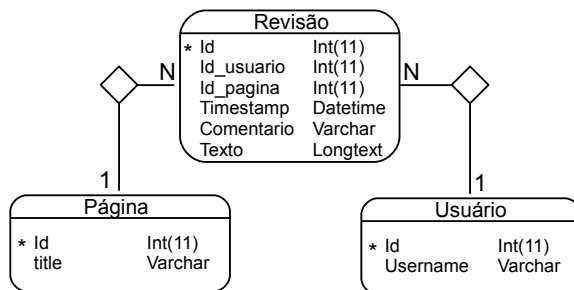 Revisão
* Id Int(11)
Id_usuario Int(11)
Id_pagina Int(11)
Timestamp Datetime
Comentario Varchar
Texto Longtext
N
N
1
1
Página
* Id Int(11)
title Varchar
Usuário
* Id Int(11)
Username Varchar